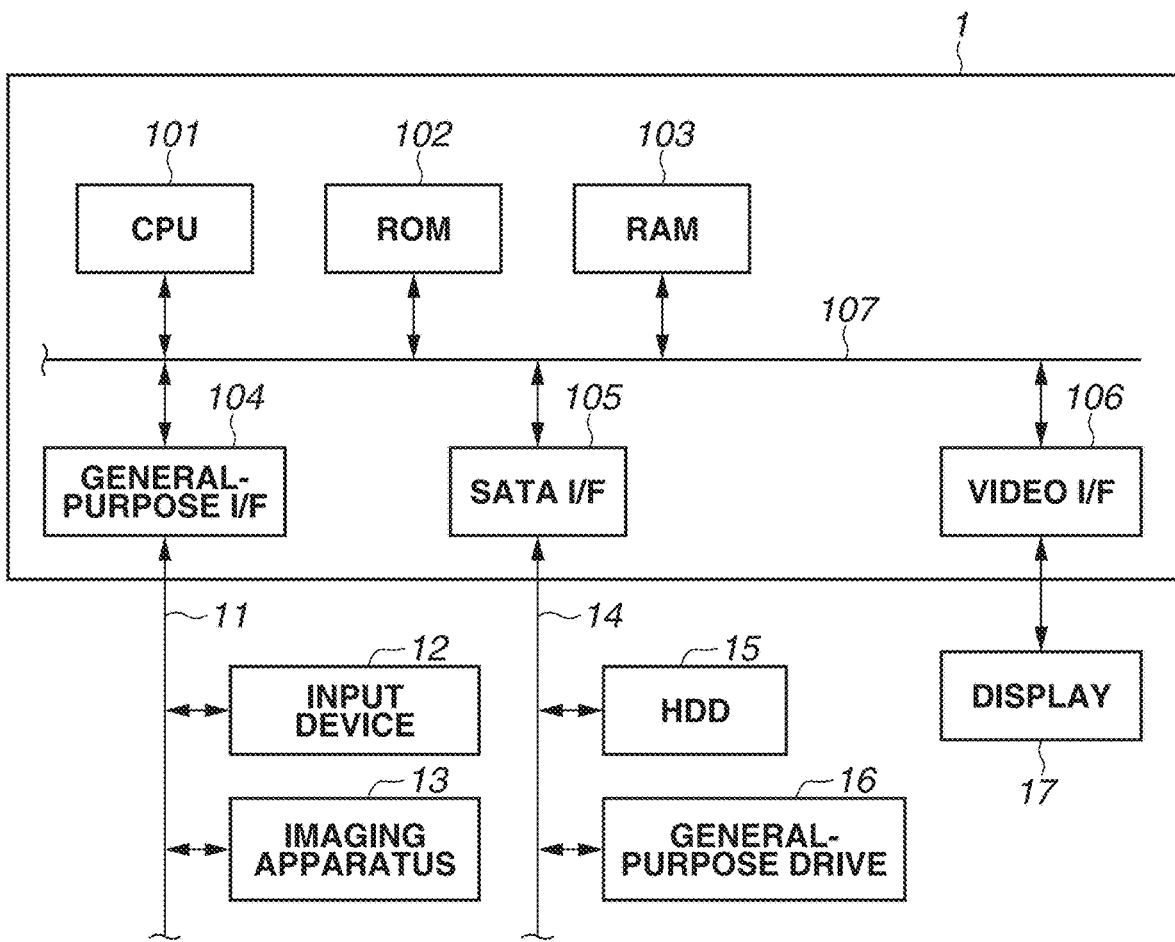 1
101 102 103
CPU ROM RAM
107
104 105 106
GENERAL-
PURPOSE I/F
SATA I/F
VIDEO I/F
11 14
12 15
INPUT
DEVICE
HDD
DISPLAY
13 16 17
IMAGING
APPARATUS
GENERAL-
PURPOSE DRIVE